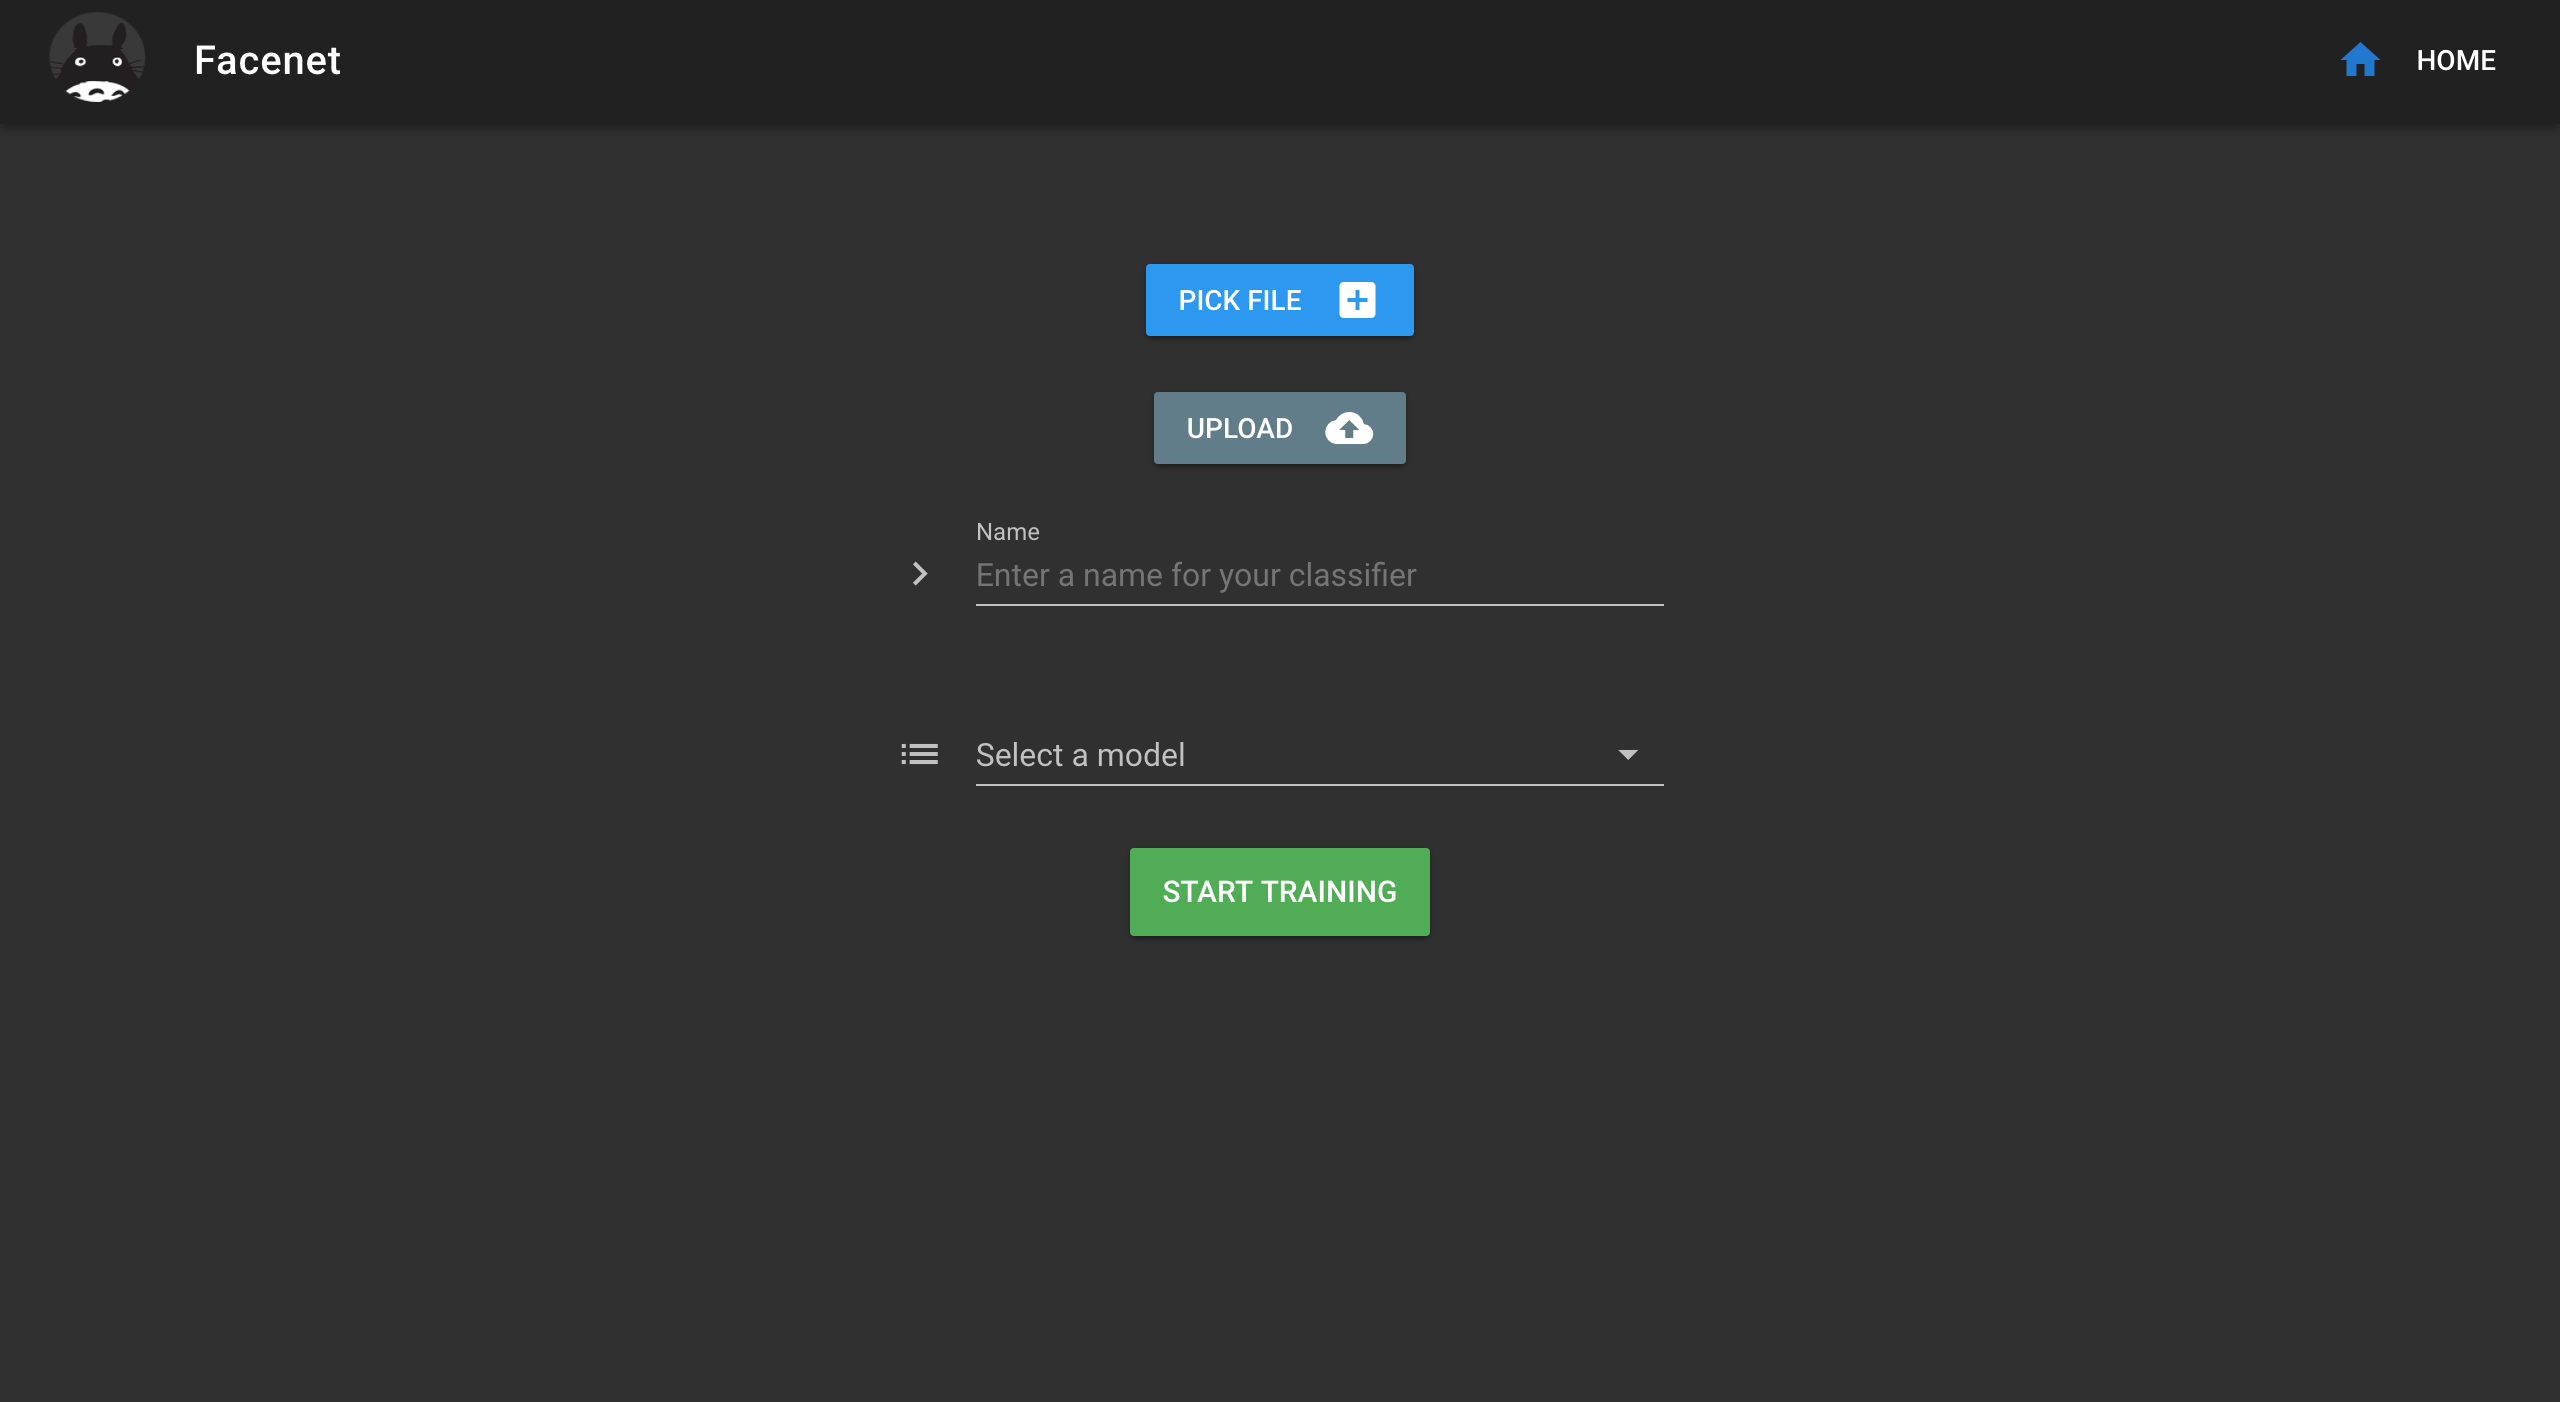 Facenet
HOME
PICK FILE
UPLOAD
Name
Enter a name for your classifier
Select a model
START TRAINING